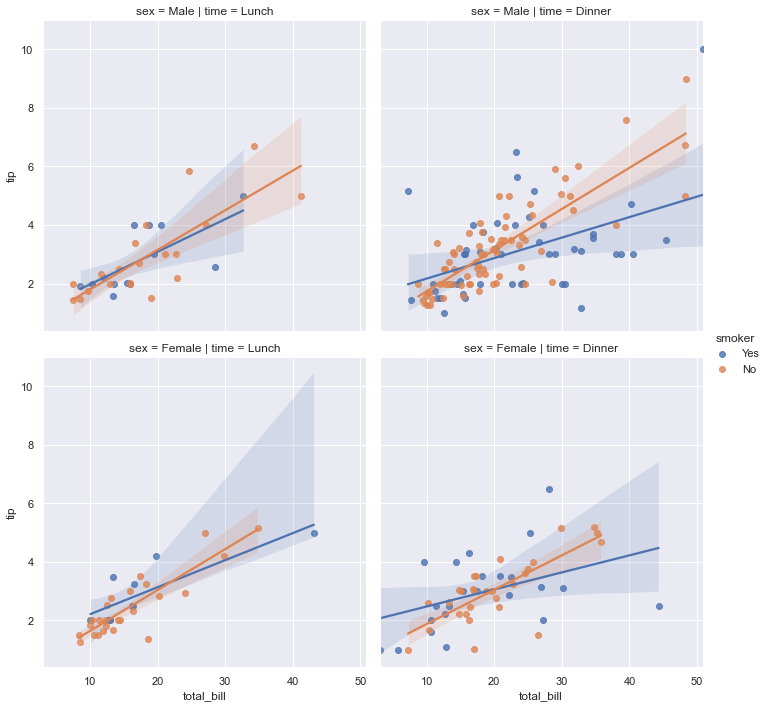 sex = Male | time = Lunch
sex = Male | time = Dinner
10
8
6
4
2
tip
sex = Female | time = Lunch
sex = Female | time = Dinner
smoker
Yes
No
10
8
6
4
2
tip
10 20 30 40 50
10 20 30 40 50
total_bill
total_bill